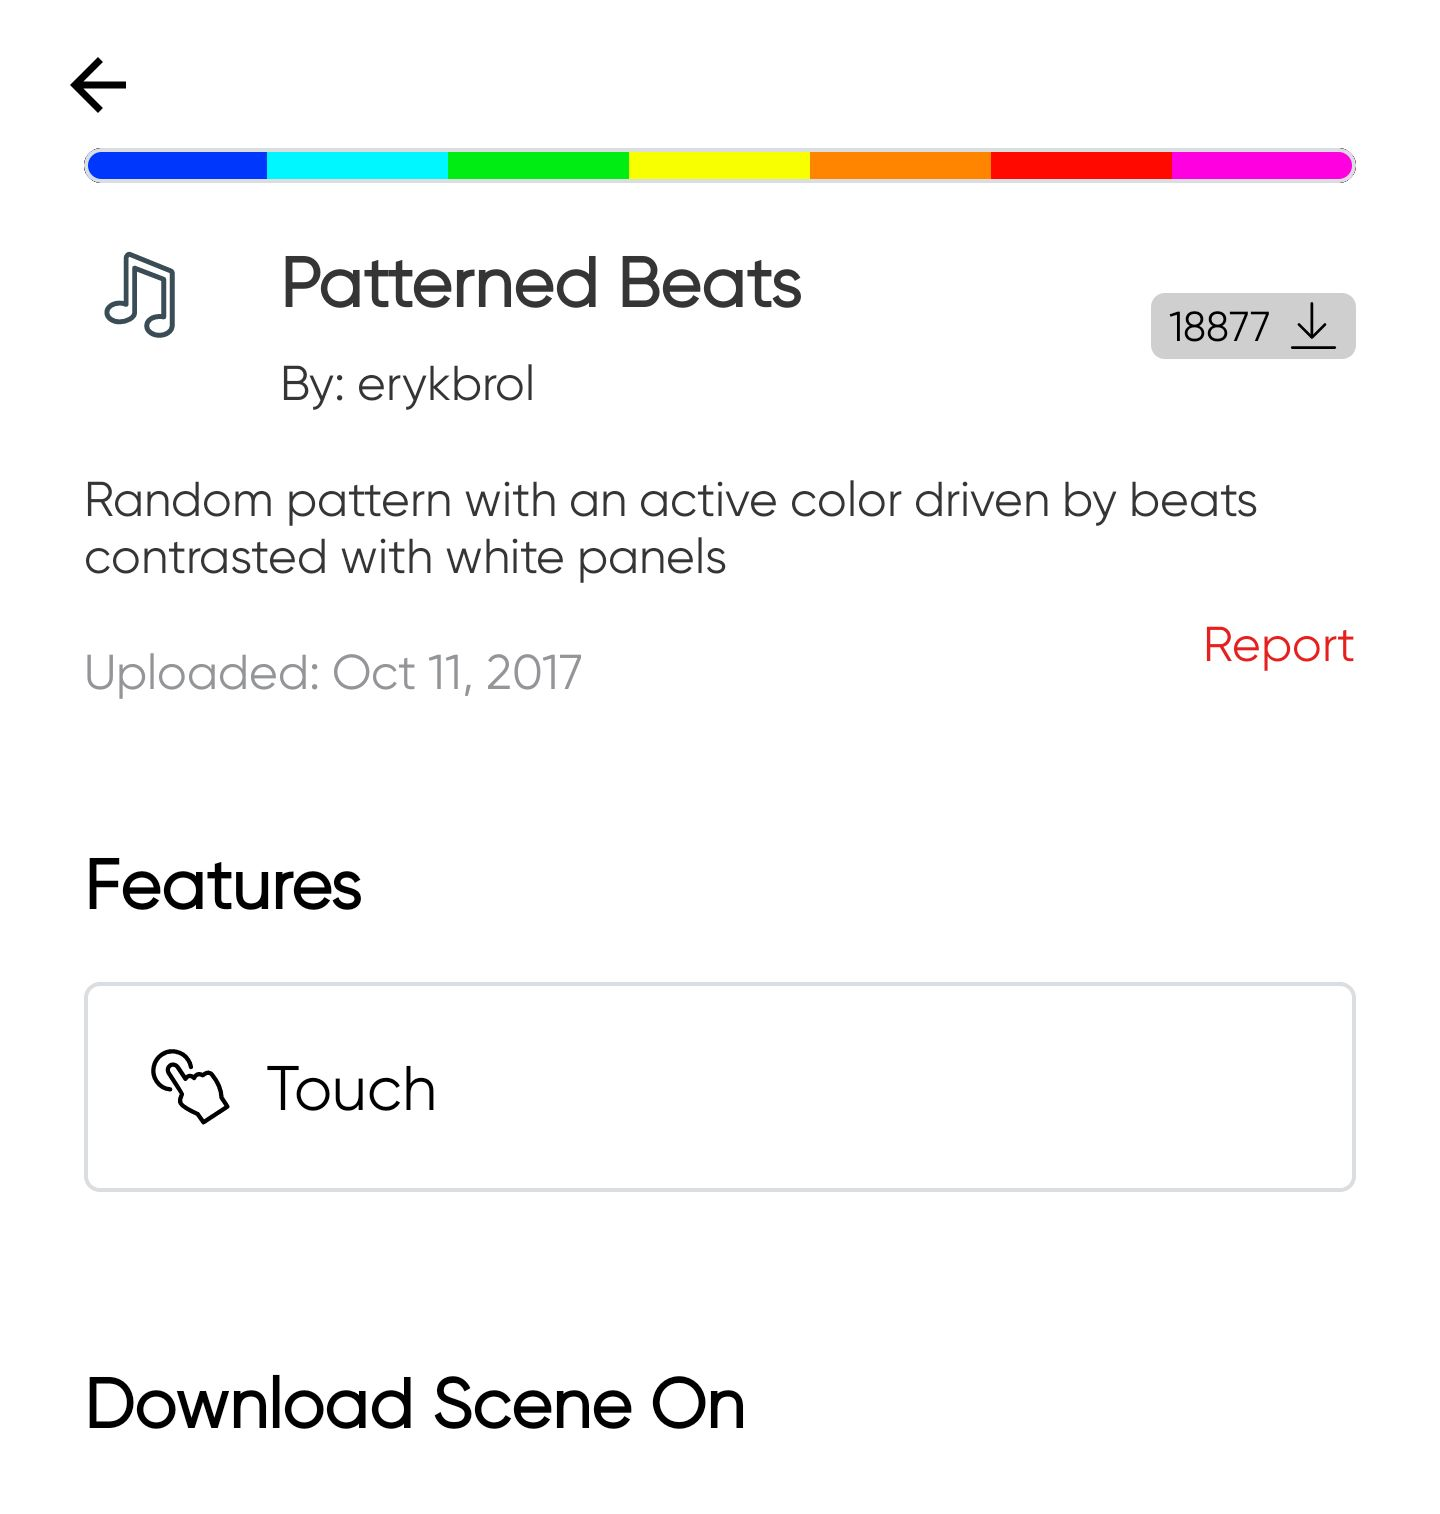 Patterned Beats
18877
By: erykbrol
Random pattern with an active color driven by beats
contrasted with white panels
Report
Uploaded: Oct 11, 2017
Features
Touch
Download Scene On